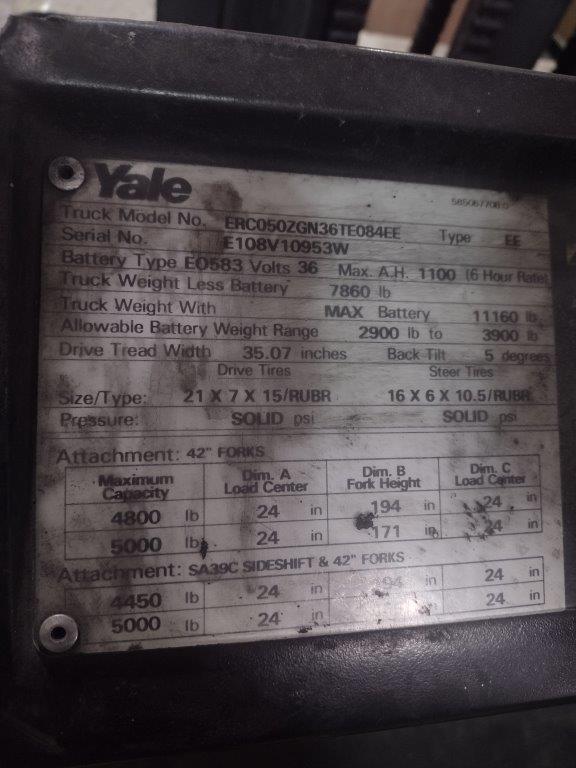 Yale
Truck Model No. ERC050ZGN36TE084EE Type EE
Serial No. E108V10953W
Battery Type E0583 Volts 36 Max. A.H. 1100 (6 Hour Rate)
Truck Weight Less Battery 7860 lb
Truck Weight With MAX Battery 11160 lb
Allowable Battery Weight Range 2900 lb to 3900 lb
Drive Tread Width 35.07 inches Back Tilt 5 degrees
Drive Tires Steer Tires
Size/Type: 21 X 7 X 15/RUBR 16 X 6 X 10.5/RUBR
Pressure: SOLID psi SOLID psi
Attachment: 42" FORKS
Maximum Capacity Dim. A Load Center Dim. B Fork Height Dim. C Load Center
4800 lb 24 in 194 in 24 in
5000 lb 24 in 171 in 24 in
Attachment: SA39C SIDESHIFT & 42" FORKS
4450 lb 24 in in 24 in
5000 lb 24 in in 24 in